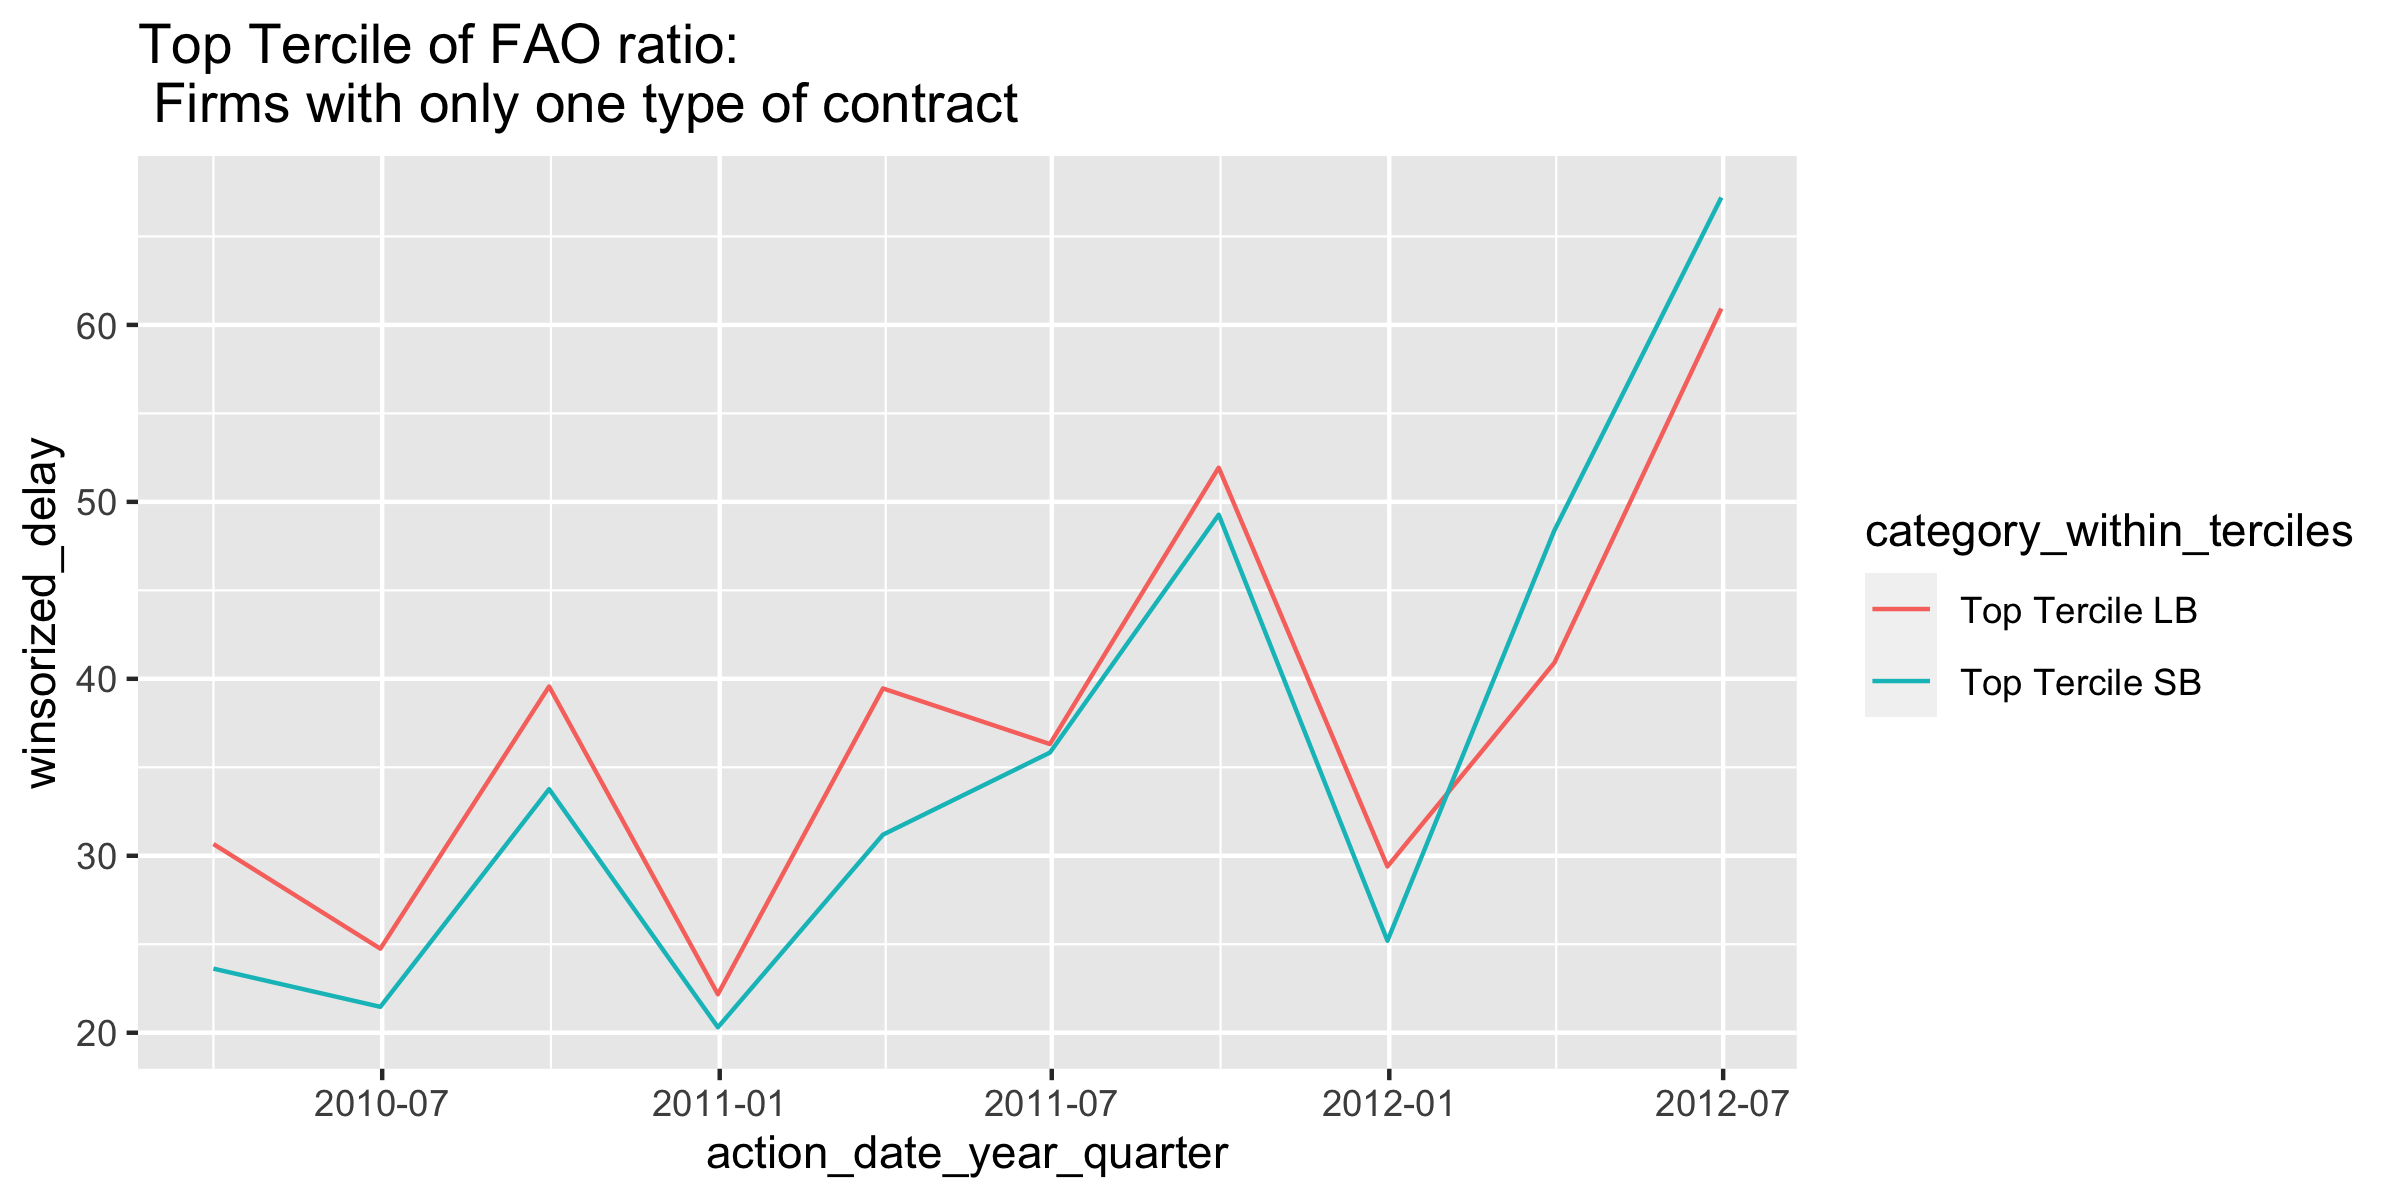 Top Tercile of FAO ratio:
Firms with only one type of contract
winsorized_delay
60
50
40
30
20
2010-07
2011-01
2011-07
2012-01
2012-07
action_date_year_quarter
category_within_terciles
Top Tercile LB
Top Tercile SB